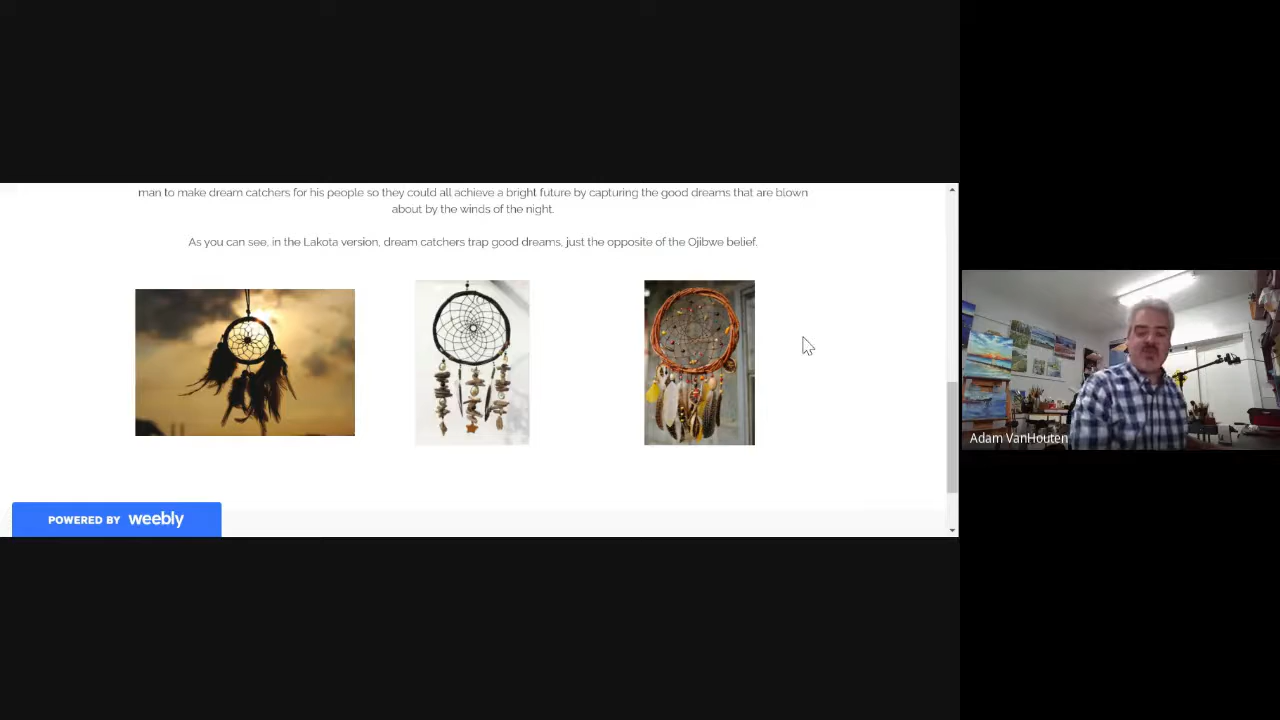 man to make dream catchers for his people so they could all achieve a bright future by capturing the good dreams that are blown
about by the winds of the night.
As you can see, in the Lakota version, dream catchers trap good dreams, just the opposite of the Ojibwe belief.
Adam VanHouten
POWERED BY weebly